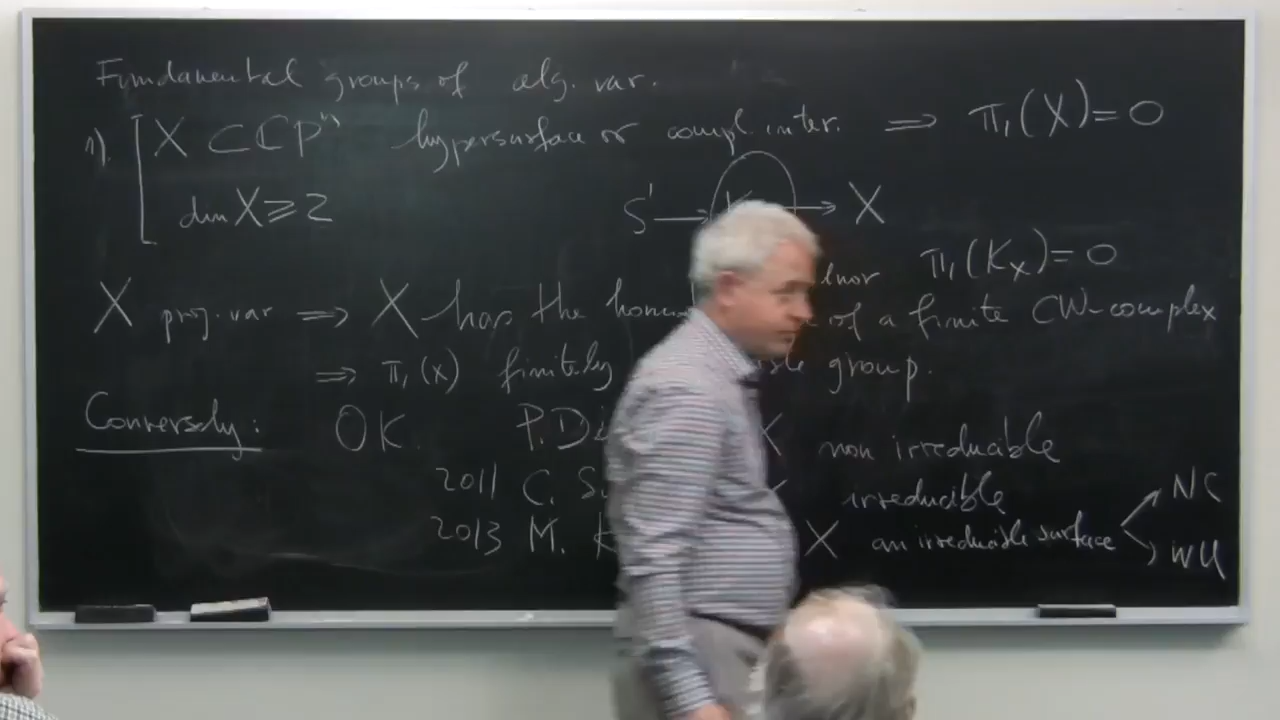 Fundamental groups of alg. var.
1). X ⊂ ℂPⁿ hypersurface or compl. inter. ⟹ π₁(X)=0
dim X ⩾ 2
S¹ → → X
π₁(K_X)=0
X proj. var ⟹ X has the of a finite CW-complex
⟹ π₁(X) finitely group.
Conversely: OK. X non irreducible
2011 C. irreducible
2013 M. X an irreducible surface
NC
WU